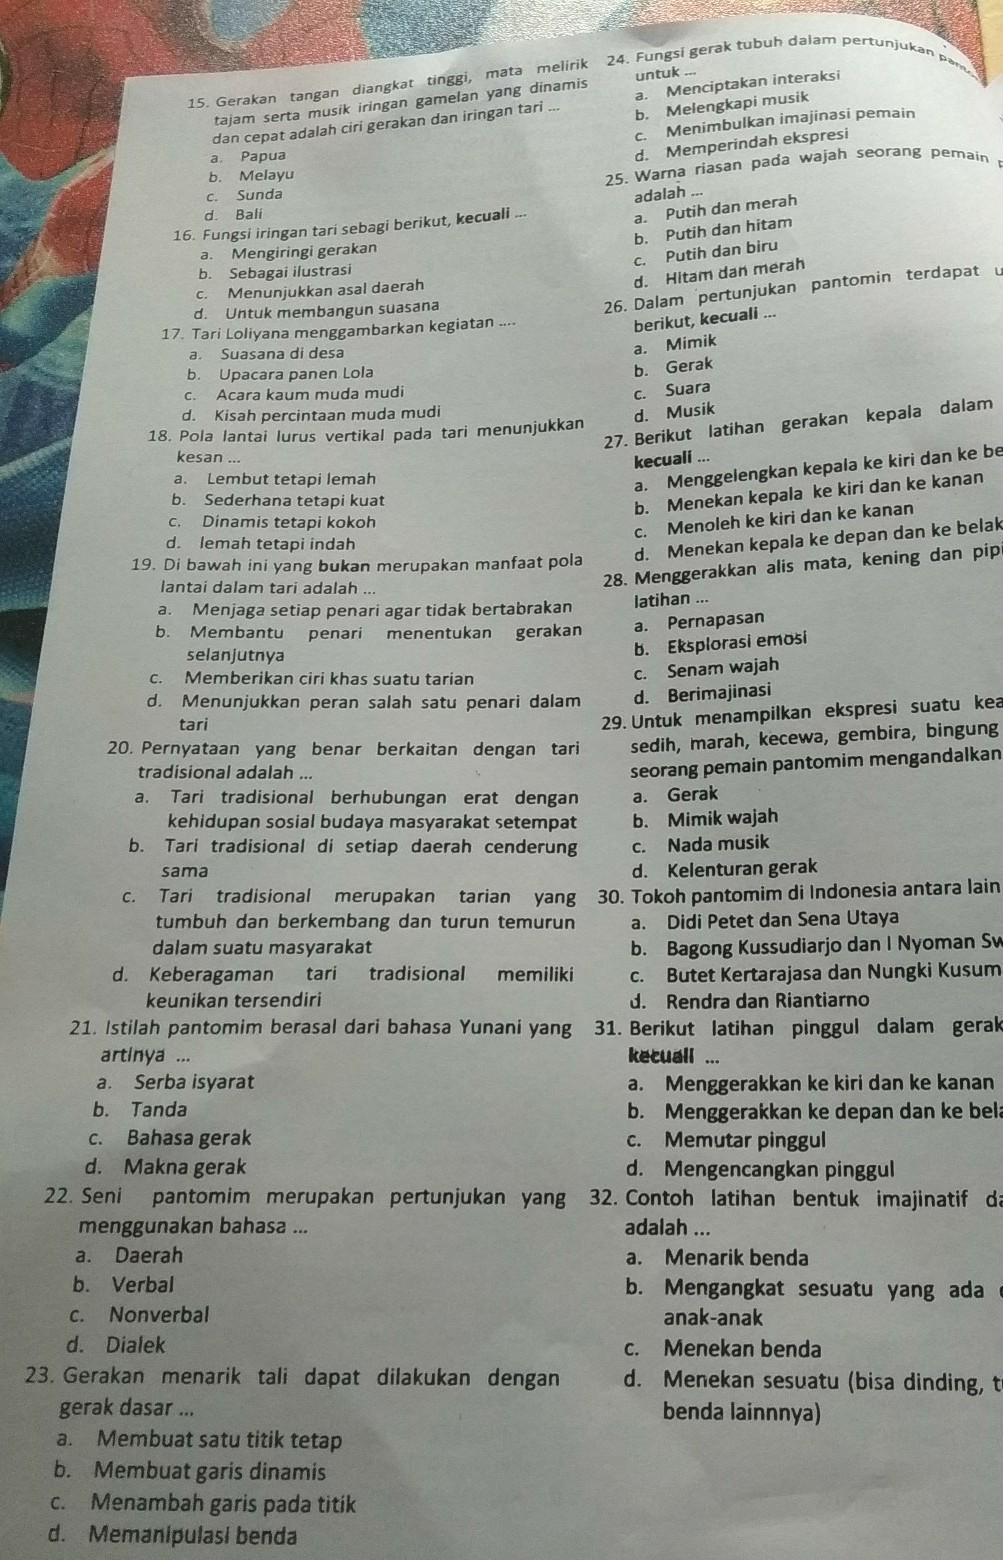 15. Gerakan tangan diangkat tinggi, mata melirik
tajam serta musik iringan gamelan yang dinamis
dan cepat adalah ciri gerakan dan iringan tari ...
a. Papua
b. Melayu
c. Sunda
d. Bali
16. Fungsi iringan tari sebagi berikut, kecuali ...
a. Mengiringi gerakan
b. Sebagai ilustrasi
c. Menunjukkan asal daerah
d. Untuk membangun suasana
17. Tari Loliyana menggambarkan kegiatan ....
a. Suasana di desa
b. Upacara panen Lola
c. Acara kaum muda mudi
d. Kisah percintaan muda mudi
18. Pola lantai lurus vertikal pada tari menunjukkan
kesan ...
a. Lembut tetapi lemah
b. Sederhana tetapi kuat
c. Dinamis tetapi kokoh
d. lemah tetapi indah
19. Di bawah ini yang bukan merupakan manfaat pola
lantai dalam tari adalah ...
a. Menjaga setiap penari agar tidak bertabrakan
b. Membantu penari menentukan gerakan
selanjutnya
c. Memberikan ciri khas suatu tarian
d. Menunjukkan peran salah satu penari dalam
tari
20. Pernyataan yang benar berkaitan dengan tari
tradisional adalah ...
a. Tari tradisional berhubungan erat dengan
kehidupan sosial budaya masyarakat setempat
b. Tari tradisional di setiap daerah cenderung
sama
c. Tari tradisional merupakan tarian yang
tumbuh dan berkembang dan turun temurun
dalam suatu masyarakat
d. Keberagaman tari tradisional memiliki
keunikan tersendiri
21. Istilah pantomim berasal dari bahasa Yunani yang
artinya ...
a. Serba isyarat
b. Tanda
c. Bahasa gerak
d. Makna gerak
22. Seni pantomim merupakan pertunjukan yang
menggunakan bahasa ...
a. Daerah
b. Verbal
c. Nonverbal
d. Dialek
23. Gerakan menarik tali dapat dilakukan dengan
gerak dasar ...
a. Membuat satu titik tetap
b. Membuat garis dinamis
c. Menambah garis pada titik
d. Memanipulasi benda
24. Fungsi gerak tubuh dalam pertunjukan
untuk ...
a. Menciptakan interaksi
b. Melengkapi musik
c. Menimbulkan imajinasi pemain
d. Memperindah ekspresi
25. Warna riasan pada wajah seorang pemain
adalah ...
a. Putih dan merah
b. Putih dan hitam
c. Putih dan biru
d. Hitam dan merah
26. Dalam pertunjukan pantomin terdapat
berikut, kecuali ...
a. Mimik
b. Gerak
c. Suara
d. Musik
27. Berikut latihan gerakan kepala dalam
kecuali ...
a. Menggelengkan kepala ke kiri dan ke be
b. Menekan kepala ke kiri dan ke kanan
c. Menoleh ke kiri dan ke kanan
d. Menekan kepala ke depan dan ke belak
28. Menggerakkan alis mata, kening dan pipi
latihan ...
a. Pernapasan
b. Eksplorasi emosi
c. Senam wajah
d. Berimajinasi
29. Untuk menampilkan ekspresi suatu kea
sedih, marah, kecewa, gembira, bingung
seorang pemain pantomim mengandalkan
a. Gerak
b. Mimik wajah
c. Nada musik
d. Kelenturan gerak
30. Tokoh pantomim di Indonesia antara lain
a. Didi Petet dan Sena Utaya
b. Bagong Kussudiarjo dan I Nyoman Sw
c. Butet Kertarajasa dan Nungki Kusum
d. Rendra dan Riantiarno
31. Berikut latihan pinggul dalam gerak
kecuali ...
a. Menggerakkan ke kiri dan ke kanan
b. Menggerakkan ke depan dan ke bela
c. Memutar pinggul
d. Mengencangkan pinggul
32. Contoh latihan bentuk imajinatif da
adalah ...
a. Menarik benda
b. Mengangkat sesuatu yang ada
anak-anak
c. Menekan benda
d. Menekan sesuatu (bisa dinding, t
benda lainnnya)